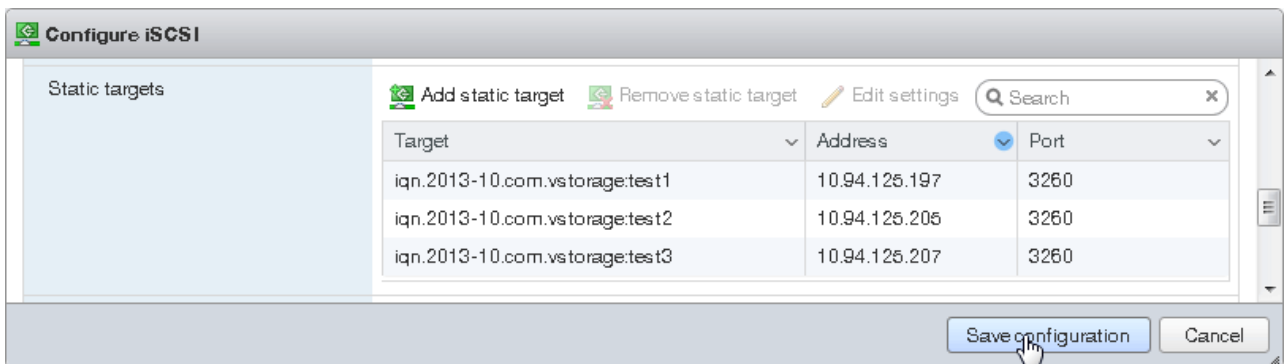 Configure iSCSI
Static targets
Add static target Remove static target Edit settings Search
Target Address Port
iqn.2013-10.com.vstorage:test1 10.94.125.197 3260
iqn.2013-10.com.vstorage:test2 10.94.125.205 3260
iqn.2013-10.com.vstorage:test3 10.94.125.207 3260
Save configuration Cancel